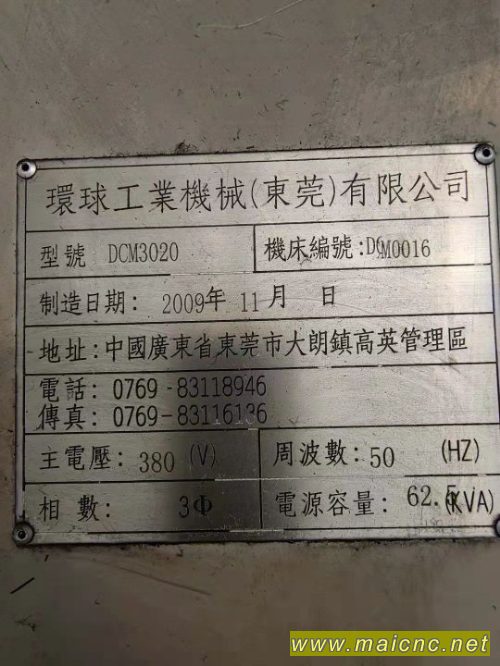 環球工業機械(東莞)有限公司
型號 DCM3020 機床編號:DCM0016
制造日期: 2009年 11月 日
地址:中國廣東省東莞市大朗鎮高英管理區
電話: 0769-83118946
傳真: 0769-83116136
主電壓: 380 (V) 周波數: 50 (HZ)
相數: 3Φ 電源容量: 62.5(KVA)
www.maicnc.net